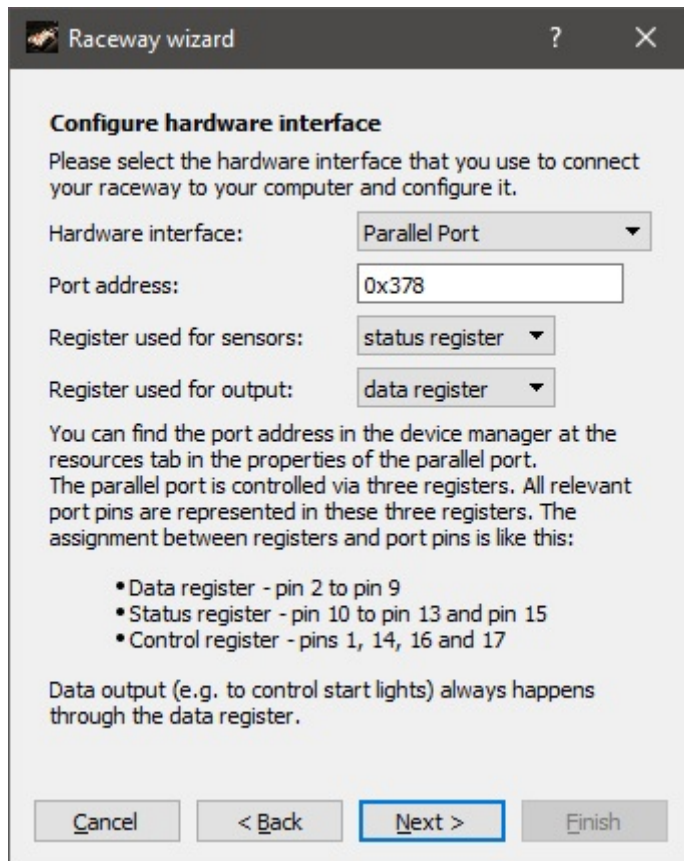 Raceway wizard
Configure hardware interface
Please select the hardware interface that you use to connect
your raceway to your computer and configure it.
Hardware interface: Parallel Port
Port address: 0x378
Register used for sensors: status register
Register used for output: data register
You can find the port address in the device manager at the
resources tab in the properties of the parallel port.
The parallel port is controlled via three registers. All relevant
port pins are represented in these three registers. The
assignment between registers and port pins is like this:
• Data register - pin 2 to pin 9
• Status register - pin 10 to pin 13 and pin 15
• Control register - pins 1, 14, 16 and 17
Data output (e.g. to control start lights) always happens
through the data register.
Cancel < Back Next > Finish